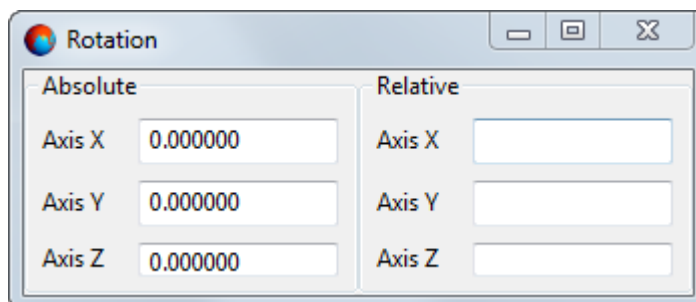 Rotation
Absolute
Relative
Axis X 0.000000
Axis X
Axis Y 0.000000
Axis Y
Axis Z 0.000000
Axis Z